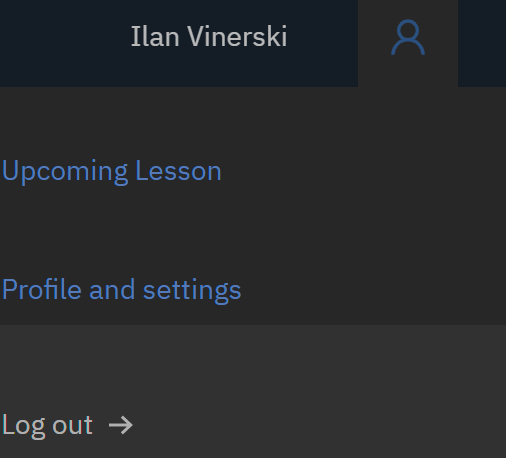 Ilan Vinerski
Upcoming Lesson
Profile and settings
Log out →